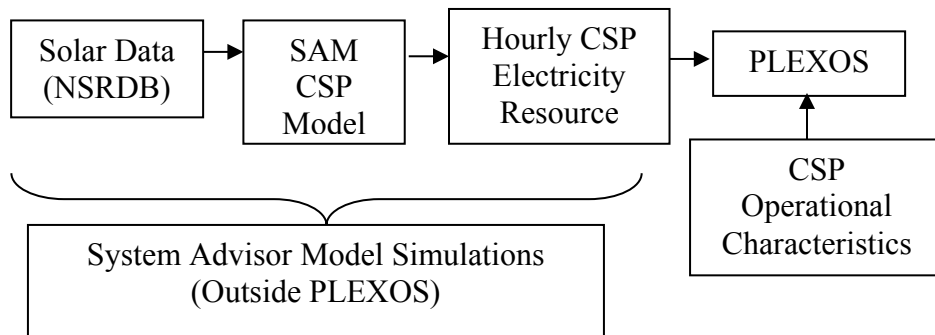 Solar Data
(NSRDB)
SAM
CSP
Model
Hourly CSP
Electricity
Resource
PLEXOS
CSP
Operational
Characteristics
System Advisor Model Simulations
(Outside PLEXOS)